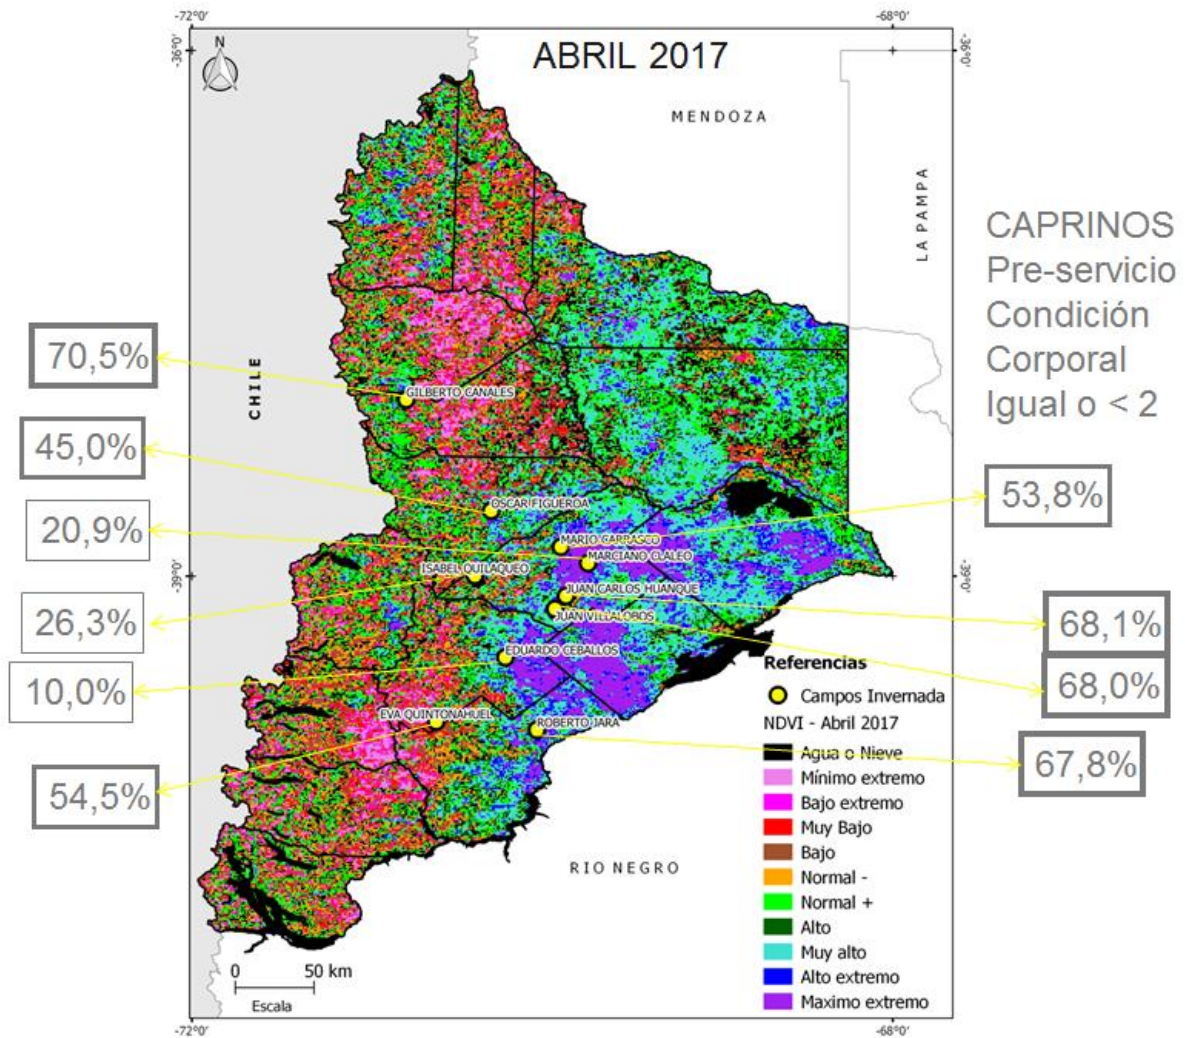 -72°0'
-68°0'
-36°0'
-36°0'
N
ABRIL 2017
MENDOZA
LA PAMPA
CHILE
CAPRINOS
Pre-servicio
Condición
Corporal
Igual o < 2
70,5%
45,0%
20,9%
26,3%
10,0%
54,5%
53,8%
68,1%
68,0%
67,8%
GILBERTO CANALES
OSCAR FIGUEROA
MARIO CARRASCO
MARCIANO CLALEO
ISABEL QUILAQUEO
JUAN CARLOS HUANQUE
JUAN VILLALOBOS
EDUARDO CEBALLOS
EVA QUINTONAHUEL
ROBERTO JARA
-39°0'
-39°0'
RIO NEGRO
Referencias
Campos Invernada
NDVI - Abril 2017
Agua o Nieve
Mínimo extremo
Bajo extremo
Muy Bajo
Bajo
Normal -
Normal +
Alto
Muy alto
Alto extremo
Maximo extremo
0 50 km
Escala
-72°0'
-68°0'